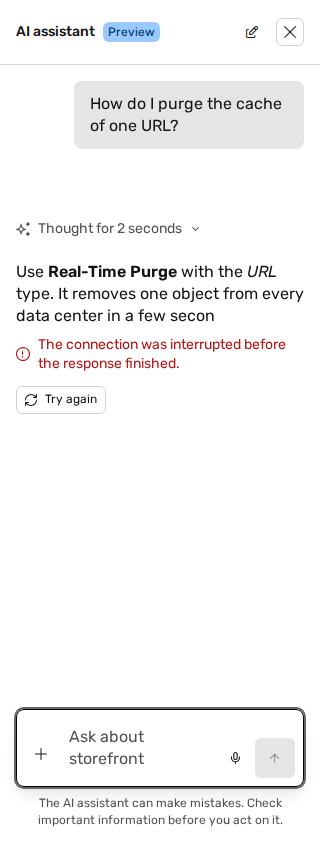 AI assistant Preview
How do I purge the cache
of one URL?
Thought for 2 seconds
Use Real-Time Purge with the URL
type. It removes one object from every
data center in a few secon
The connection was interrupted before
the response finished.
Try again
Ask about
storefront
The AI assistant can make mistakes. Check
important information before you act on it.